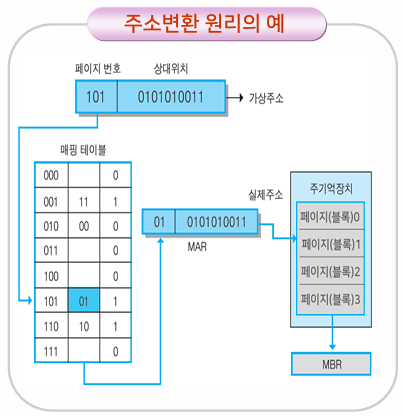 주소변환 원리의 예
페이지 번호 상대위치
101 0101010011 가상주소
매핑 테이블
000 0
001 11 1
010 00 0
011 0
100 0
101 01 1
110 10 1
111 0
실제주소
01 0101010011
MAR
주기억장치
페이지(블록)0
페이지(블록)1
페이지(블록)2
페이지(블록)3
MBR